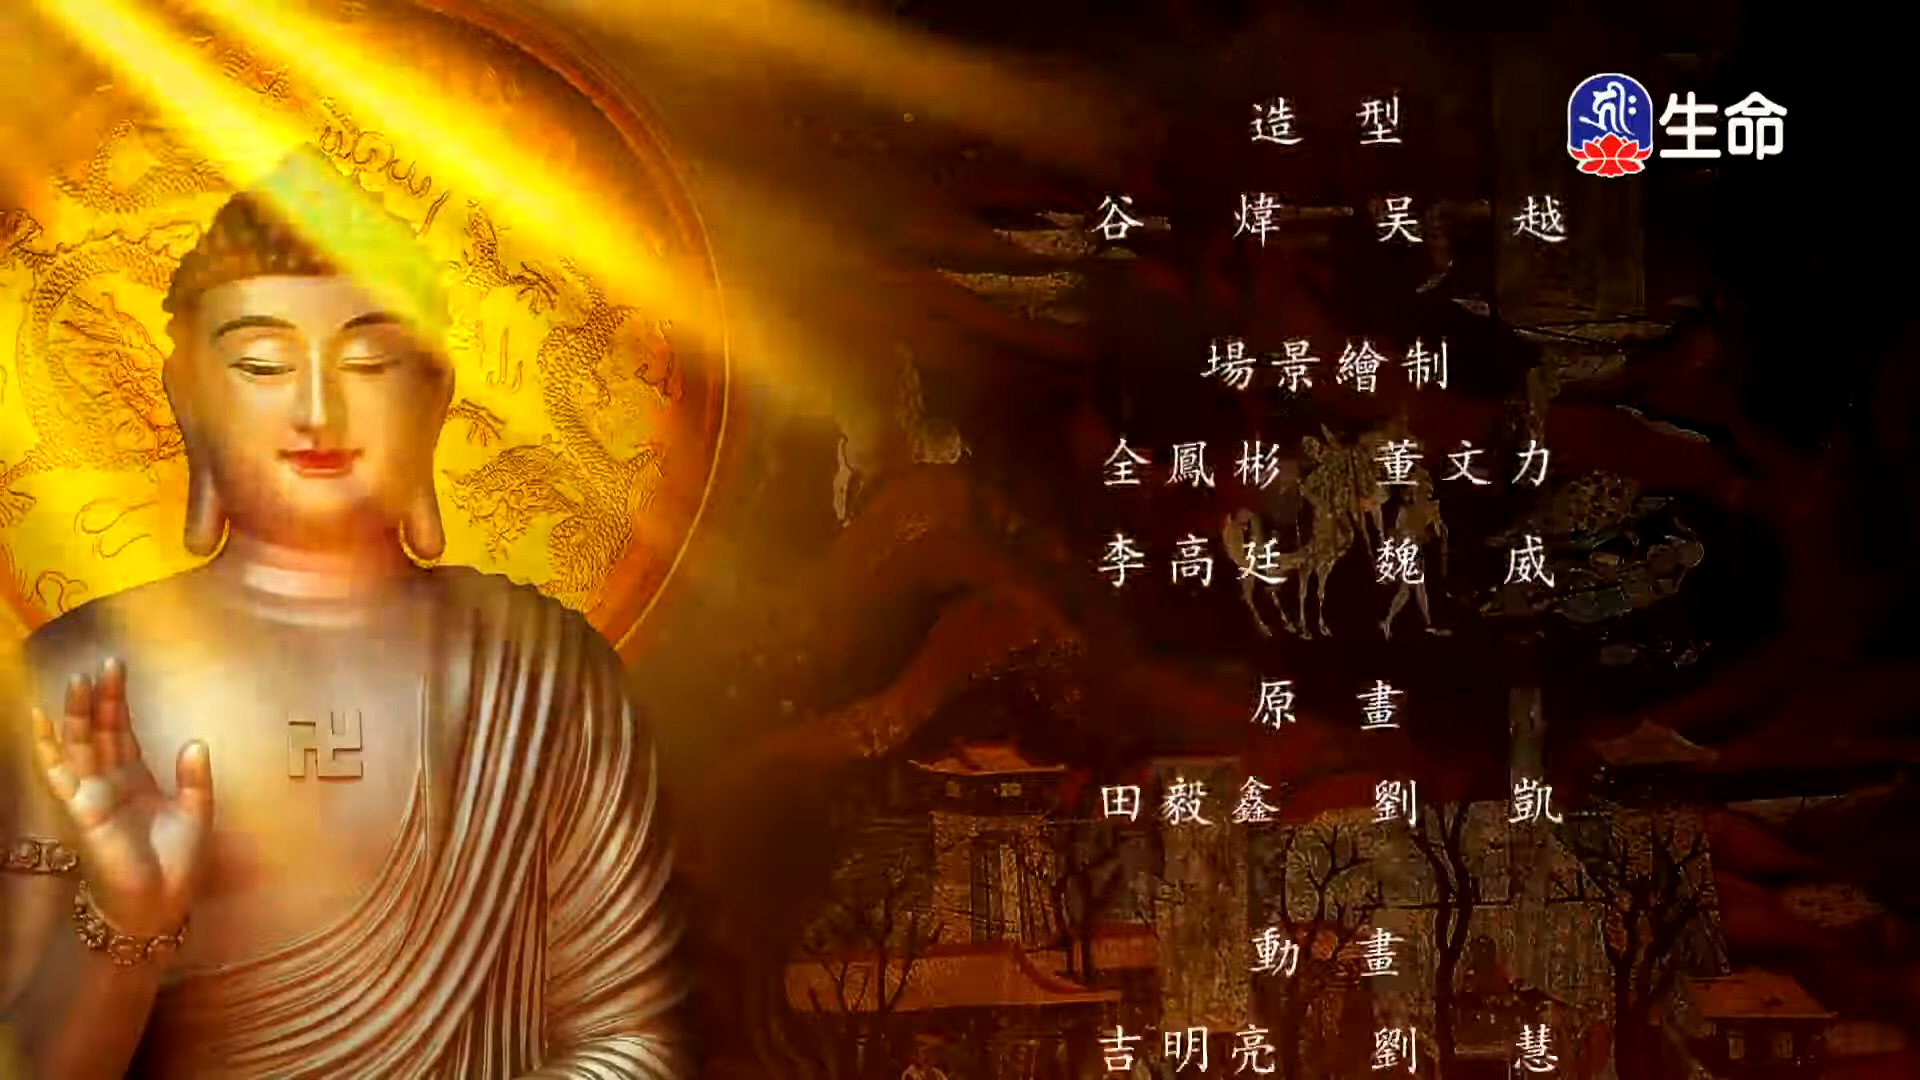 造型
生命
谷煒 吳越
場景繪制
全鳳彬 董文力
李高廷 魏威
原畫
田毅鑫 劉凱
動畫
吉明亮 劉慧